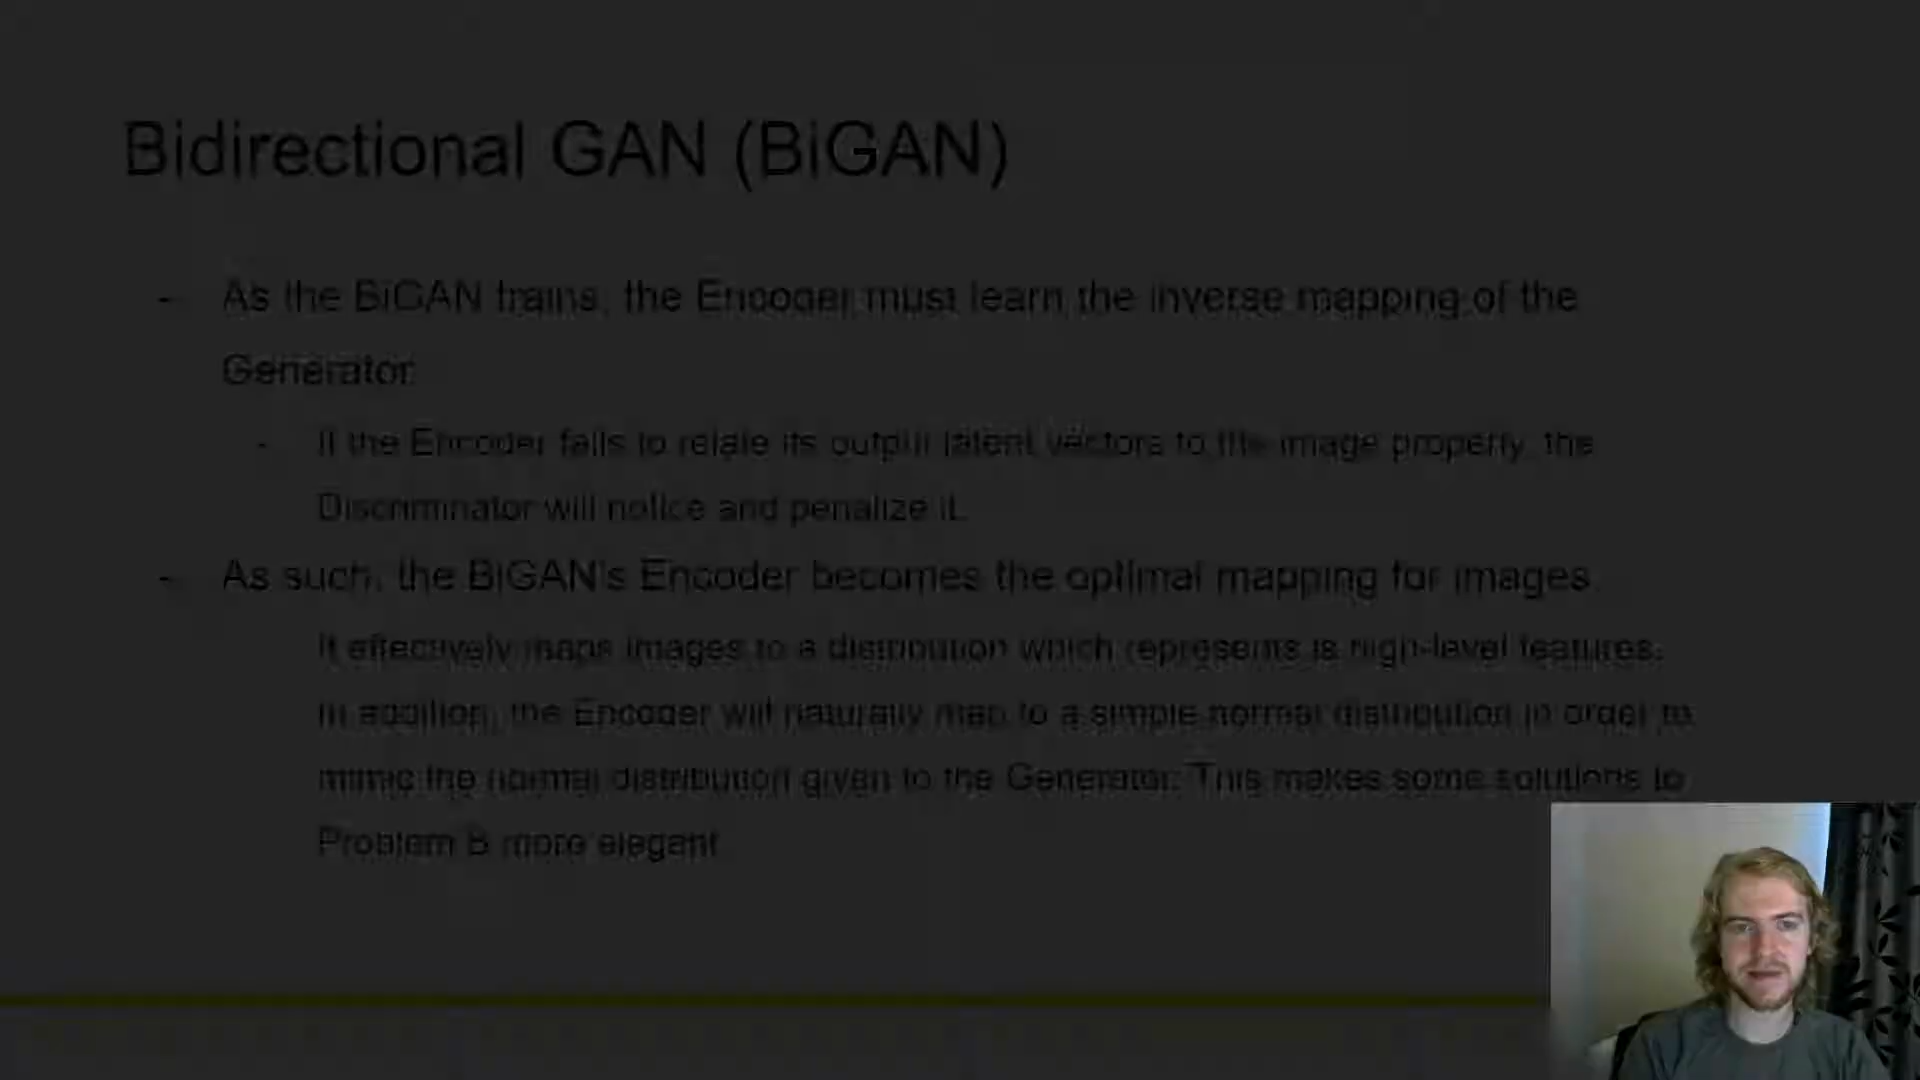 Bidirectional GAN (BiGAN)
- As the BiGAN trains, the Encoder must learn the inverse mapping of the
Generator
- If the Encoder fails to relate its output latent vectors to the image property, the
Discriminator will notice and penalize it.
- As such, the BiGAN's Encoder becomes the optimal mapping for images
It effectively maps images to a distribution which represents is high-level features.
In addition, the Encoder will naturally map to a simple normal distribution in order to
mimic the normal distribution given to the Generator. This makes some solutions to
Problem B more elegant